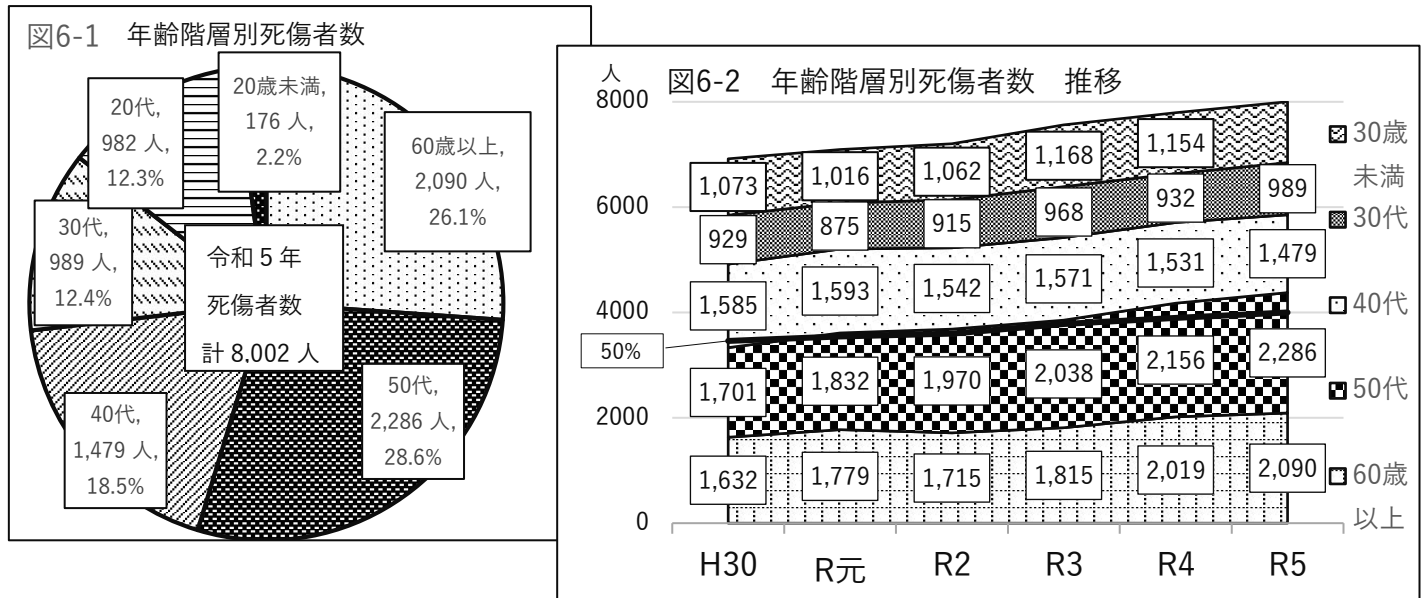 図6-1 年齢階層別死傷者数
20歳未満,
176 人,
2.2%
20代,
982 人,
12.3%
60歳以上,
2,090 人,
26.1%
30代,
989 人,
12.4%
令和５年
死傷者数
計 8,002 人
40代,
1,479 人,
18.5%
50代,
2,286 人,
28.6%
人
図6-2 年齢階層別死傷者数 推移
8000
6000
4000
2000
0
50%
1,073 1,016 1,062 1,168 1,154
929 875 915 968 932 989
1,585 1,593 1,542 1,571 1,531 1,479
1,701 1,832 1,970 2,038 2,156 2,286
1,632 1,779 1,715 1,815 2,019 2,090
H30 R元 R2 R3 R4 R5
30歳
未満
30代
40代
50代
60歳
以上